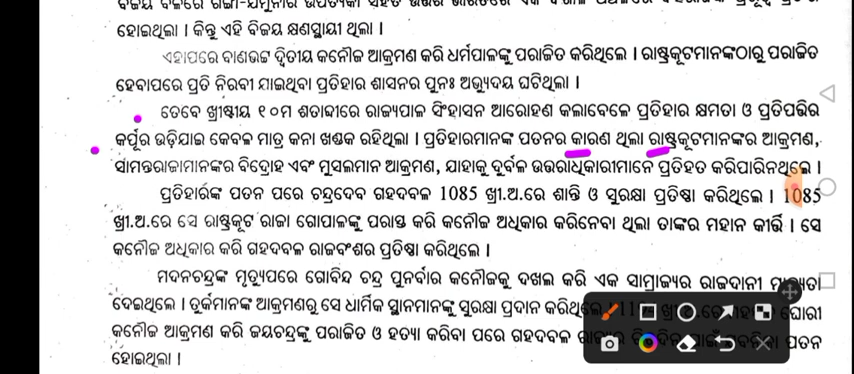 ହୋଇଥିଲା । କିନ୍ତୁ ଏହି ବିଜୟ କ୍ଷଣସ୍ଥାୟୀ ଥିଲା ।
ଏହାପରେ ବାଣଭଟ୍ଟ ଦ୍ୱିତୀୟ କନୌଜ ଆକ୍ରମଣ କରି ଧର୍ମପାଳଙ୍କୁ ପରାଜିତ କରିଥିଲେ । ରାଷ୍ଟ୍ରକୂଟମାନଙ୍କଠାରୁ ପରାଜିତ
ହେବାପରେ ପ୍ରତି ନିରବୀ ଯାଇଥିବା ପ୍ରତିହାର ଶାସନର ପୁନଃ ଅଭ୍ୟୁଦୟ ଘଟିଥିଲା ।
ତେବେ ଖ୍ରୀଷ୍ଟୀୟ ୧୦ମ ଶତାବ୍ଦୀରେ ରାଜ୍ୟପାଳ ସିଂହାସନ ଆରୋହଣ କଲାବେଳେ ପ୍ରତିହାର କ୍ଷମତା ଓ ପ୍ରତିପତ୍ତିର
କର୍ପୂର ଉଡ଼ିଯାଇ କେବଳ ମାତ୍ର କନା ଖଣ୍ଡକ ରହିଥିଲା । ପ୍ରତିହାରମାନଙ୍କ ପତନର କାରଣ ଥିଲା ରାଷ୍ଟ୍ରକୂଟମାନଙ୍କର ଆକ୍ରମଣ,
ସାମନ୍ତରାଜାମାନଙ୍କର ବିଦ୍ରୋହ ଏବଂ ମୁସଲମାନ ଆକ୍ରମଣ, ଯାହାକୁ ଦୁର୍ବଳ ଉତ୍ତରାଧିକାରୀମାନେ ପ୍ରତିହତ କରିପାରିନଥିଲେ ।
ପ୍ରତିହାରଙ୍କ ପତନ ପରେ ଚନ୍ଦ୍ରଦେବ ଗହଦବଳ 1085 ଖ୍ରୀ.ଅ.ରେ ଶାନ୍ତି ଓ ସୁରକ୍ଷା ପ୍ରତିଷ୍ଠା କରିଥିଲେ । 1085
ଖ୍ରୀ.ଅ.ରେ ସେ ରାଷ୍ଟ୍ରକୂଟ ରାଜା ଗୋପାଳଙ୍କୁ ପରାସ୍ତ କରି କନୌଜ ଅଧିକାର କରିନେବା ଥିଲା ତାଙ୍କର ମହାନ କୀର୍ତ୍ତି । ସେ
କନୌଜ ଅଧିକାର କରି ଗହଦବଳ ରାଜବଂଶର ପ୍ରତିଷ୍ଠା କରିଥିଲେ ।
ମଦନଚନ୍ଦ୍ରଙ୍କ ମୃତ୍ୟୁପରେ ଗୋବିନ୍ଦ ଚନ୍ଦ୍ର ପୁନର୍ବାର କନୌଜକୁ ଦଖଲ କରି ଏକ ସାମ୍ରାଜ୍ୟର ରାଜଧାନୀ
ଦେଇଥିଲେ । ତୁର୍କମାନଙ୍କ ଆକ୍ରମଣରୁ ସେ ଧାର୍ମିକ ସ୍ଥାନମାନଙ୍କୁ ସୁରକ୍ଷା ପ୍ରଦାନ ଘୋରୀ
କନୌଜ ଆକ୍ରମଣ କରି ଜୟଚନ୍ଦ୍ରଙ୍କୁ ପରାଜିତ ଓ ହତ୍ୟା କରିବା ପରେ ଗହଦବଳ ପତନ
ହୋଇଥିଲା ।